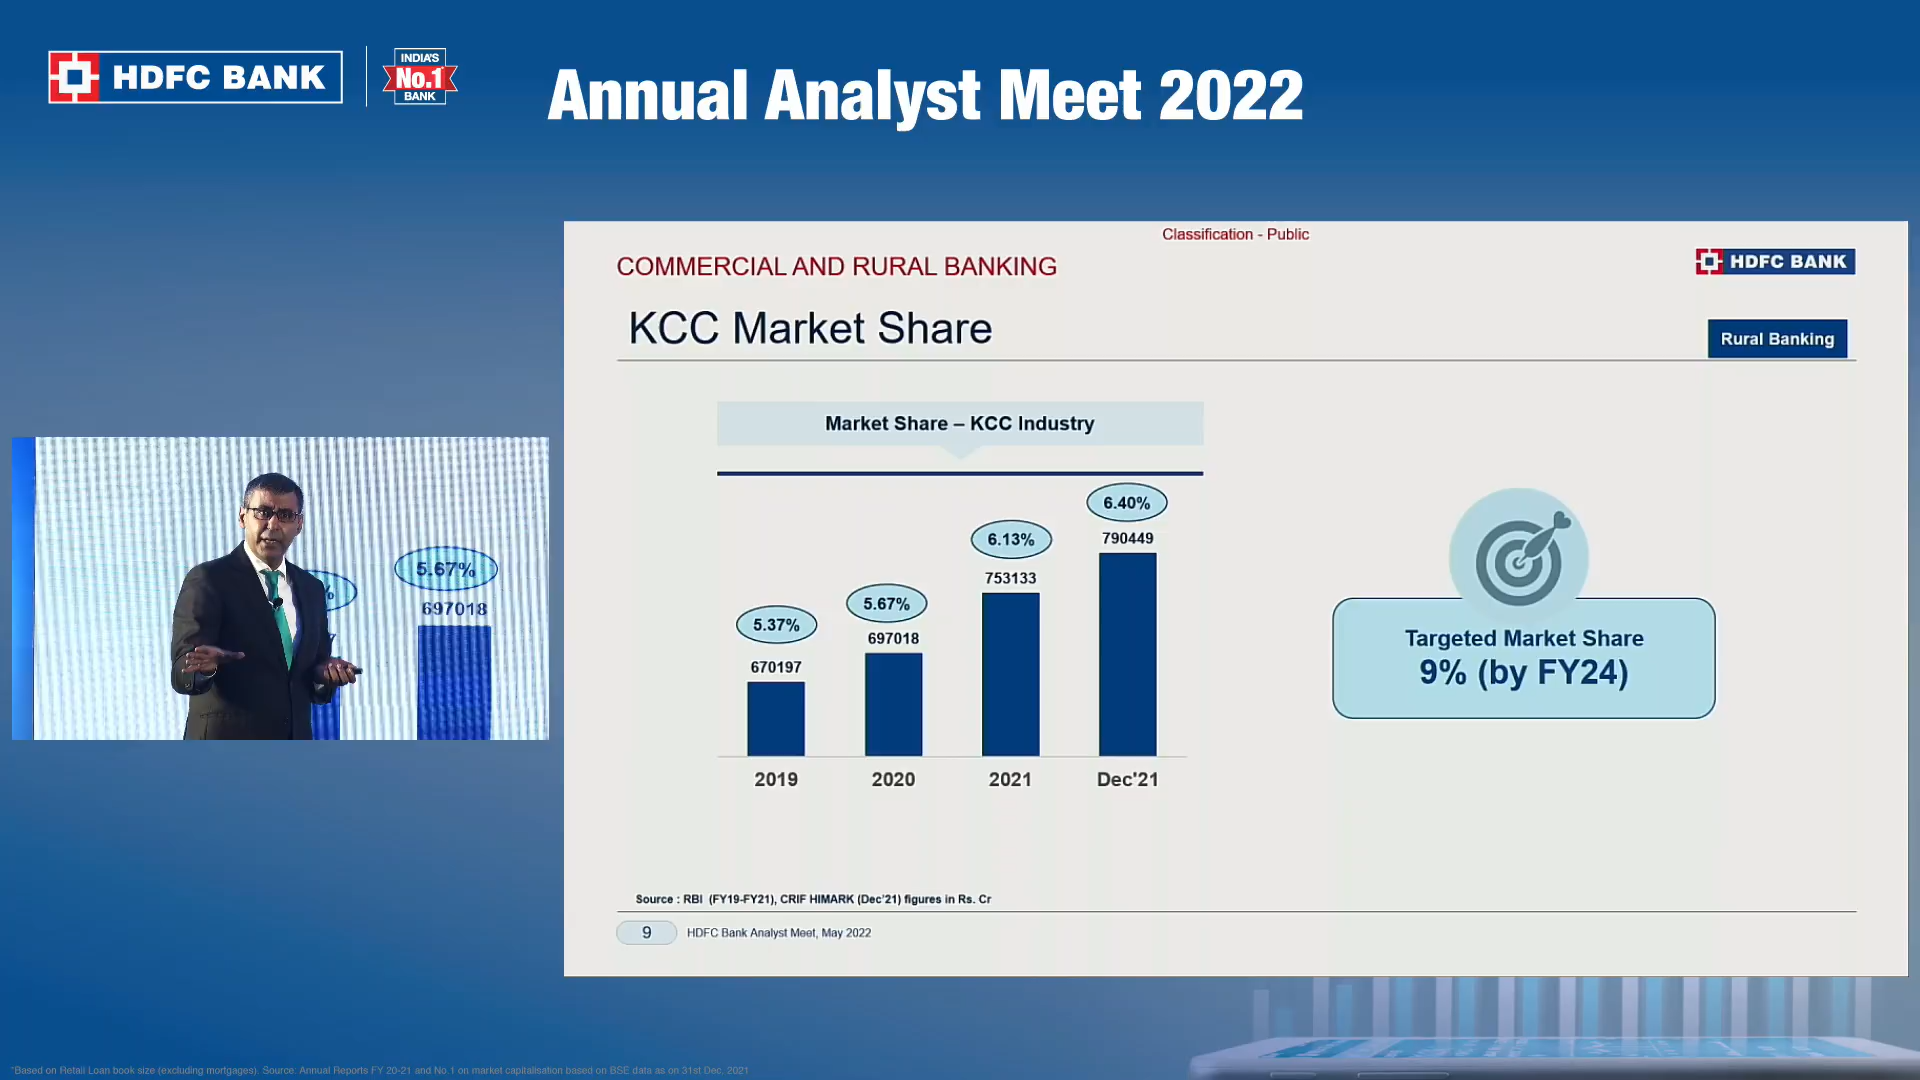 HDFC BANK
INDIA'S
No.1
BANK
Annual Analyst Meet 2022
Classification - Public
COMMERCIAL AND RURAL BANKING
HDFC BANK
KCC Market Share
Rural Banking
Market Share – KCC Industry
6.40%
790449
6.13%
753133
5.67%
697018
5.37%
670197
2019 2020 2021 Dec'21
Targeted Market Share
9% (by FY24)
5.67%
%
697018
Source : RBI (FY19-FY21), CRIF HIMARK (Dec'21) figures in Rs. Cr
9 HDFC Bank Analyst Meet, May 2022
*Based on Retail Loan book size (excluding mortgages). Source: Annual Reports FY 20-21 and No.1 on market capitalisation based on BSE data as on 31st Dec, 2021